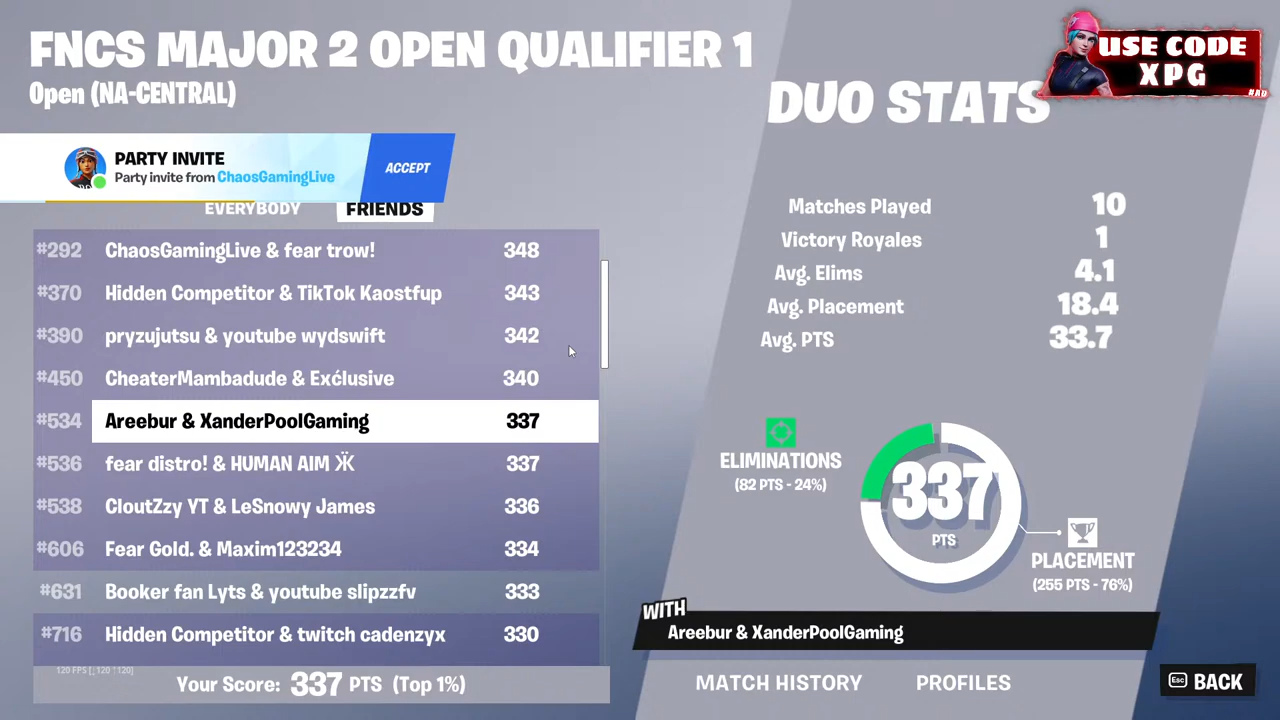 FNCS MAJOR 2 OPEN QUALIFIER 1
Open (NA-CENTRAL)
USE CODE
XPG
#AD
DUO STATS
PARTY INVITE
Party invite from ChaosGamingLive
ACCEPT
EVERYBODY FRIENDS
#292 ChaosGamingLive & fear trow! 348
#370 Hidden Competitor & TikTok Kaostfup 343
#390 pryzujutsu & youtube wydswift 342
#450 CheaterMambadude & Exćlusive 340
#534 Areebur & XanderPoolGaming 337
#536 fear distro! & HUMAN AIM Ӝ 337
#538 CloutZzy YT & LeSnowy James 336
#606 Fear Gold. & Maxim123234 334
#631 Booker fan Lyts & youtube slipzzfv 333
#716 Hidden Competitor & twitch cadenzyx 330
Your Score: 337 PTS (Top 1%)
Matches Played 10
Victory Royales 1
Avg. Elims 4.1
Avg. Placement 18.4
Avg. PTS 33.7
ELIMINATIONS
(82 PTS - 24%)
337
PTS
PLACEMENT
(255 PTS - 76%)
WITH
Areebur & XanderPoolGaming
MATCH HISTORY PROFILES
Esc BACK